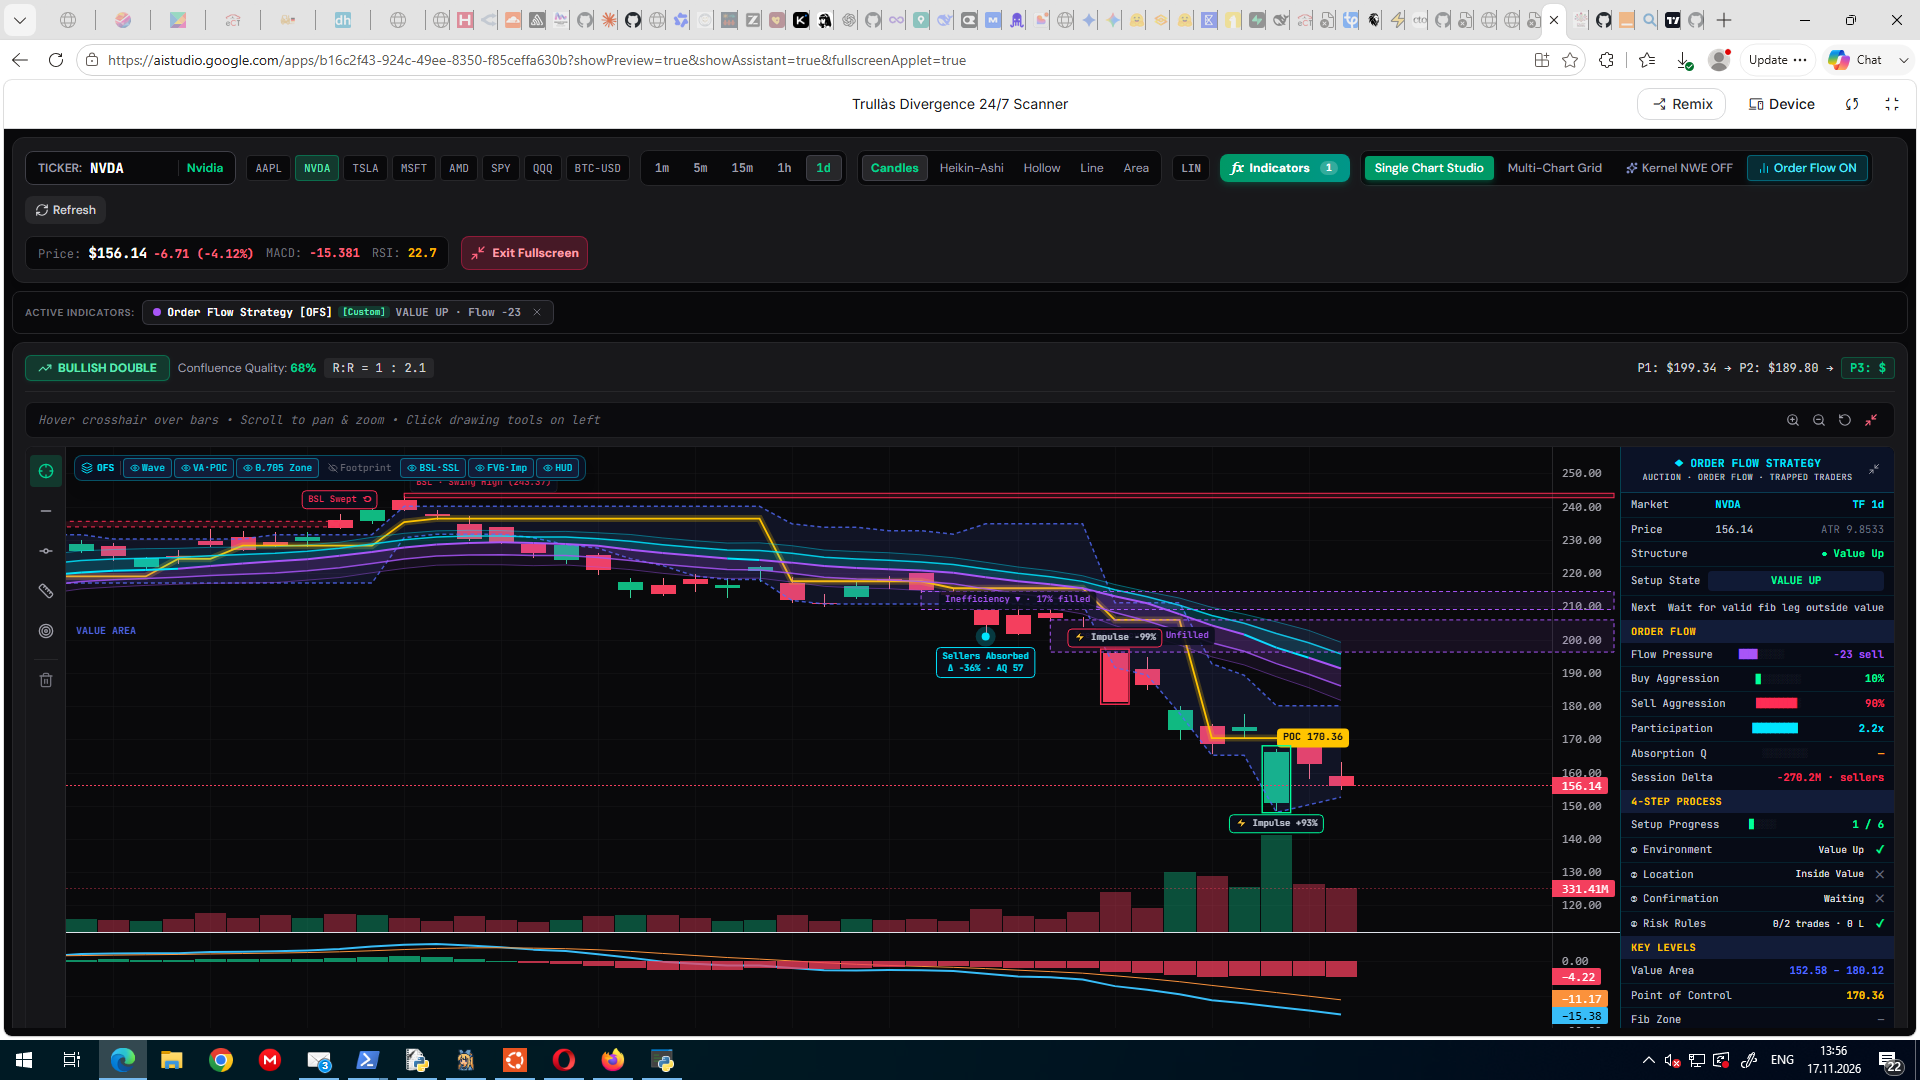 https://aistudio.google.com/apps/b16c2f43-924c-49ee-8350-f85ceffa630b?showPreview=true&showAssistant=true&fullscreenApplet=true
Update
Chat
Trullàs Divergence 24/7 Scanner
Remix
Device
TICKER: NVDA Nvidia
AAPL NVDA TSLA MSFT AMD SPY QQQ BTC-USD
1m 5m 15m 1h 1d
Candles Heikin-Ashi Hollow Line Area
LIN
fx Indicators 1
Single Chart Studio Multi-Chart Grid Kernel NWE OFF Order Flow ON
Refresh
Price: $156.14 -6.71 (-4.12%) MACD: -15.381 RSI: 22.7
Exit Fullscreen
ACTIVE INDICATORS: Order Flow Strategy [OFS] [Custom] VALUE UP · Flow -23 ×
BULLISH DOUBLE Confluence Quality: 68% R:R = 1 : 2.1
P1: $199.34 → P2: $189.80 → P3: $
Hover crosshair over bars • Scroll to pan & zoom • Click drawing tools on left
OFS Wave VA·POC 0.705 Zone Footprint BSL·SSL FVG·Imp HUD
BSL · Swing High (243.37)
BSL Swept
VALUE AREA
Inefficiency ▼ · 17% filled
Sellers Absorbed
Δ -36% · AQ 57
Impulse -99%
Unfilled
POC 170.36
Impulse +93%
250.00
240.00
230.00
220.00
210.00
200.00
190.00
180.00
170.00
160.00
156.14
150.00
140.00
130.00
331.41M
120.00
0.00
-4.22
-11.17
-15.38
ORDER FLOW STRATEGY
AUCTION · ORDER FLOW · TRAPPED TRADERS
Market NVDA TF 1d
Price 156.14 ATR 9.8533
Structure • Value Up
Setup State VALUE UP
Next Wait for valid fib leg outside value
ORDER FLOW
Flow Pressure -23 sell
Buy Aggression 10%
Sell Aggression 90%
Participation 2.2x
Absorption Q —
Session Delta -270.2M · sellers
4-STEP PROCESS
Setup Progress 1 / 6
Environment Value Up ✓
Location Inside Value ×
Confirmation Waiting ×
Risk Rules 0/2 trades · 0 L ✓
KEY LEVELS
Value Area 152.58 – 180.12
Point of Control 170.36
Fib Zone —
3
ENG
13:56
17.11.2026
22